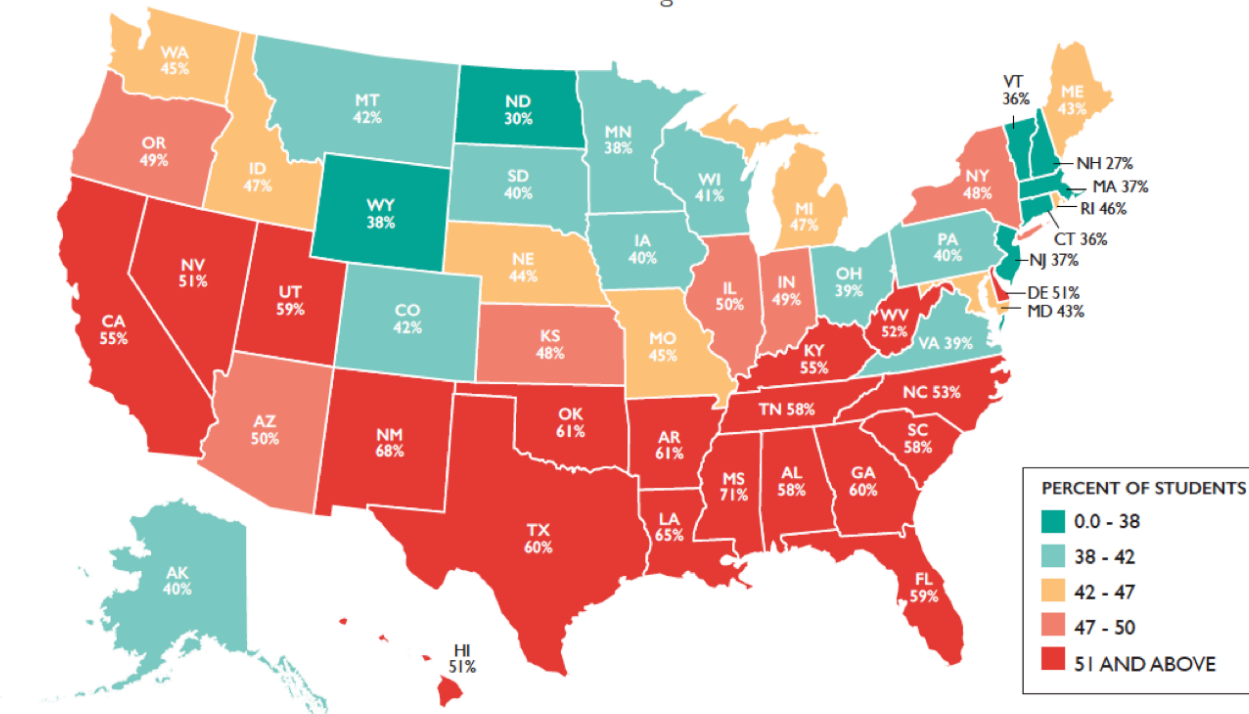 WA
45%
OR
49%
ID
47%
MT
42%
ND
30%
MN
38%
WY
38%
SD
40%
WI
41%
MI
47%
VT
36%
ME
43%
NH 27%
MA 37%
RI 46%
CT 36%
NJ 37%
DE 51%
MD 43%
NY
48%
PA
40%
NV
51%
UT
59%
CA
55%
CO
42%
NE
44%
IA
40%
IL
50%
IN
49%
OH
39%
WV
52%
VA 39%
KS
48%
MO
45%
KY
55%
AZ
50%
NM
68%
OK
61%
AR
61%
TN 58%
NC 53%
SC
58%
MS
71%
AL
58%
GA
60%
TX
60%
LA
65%
FL
59%
AK
40%
HI
51%
PERCENT OF STUDENTS
0.0 - 38
38 - 42
42 - 47
47 - 50
51 AND ABOVE